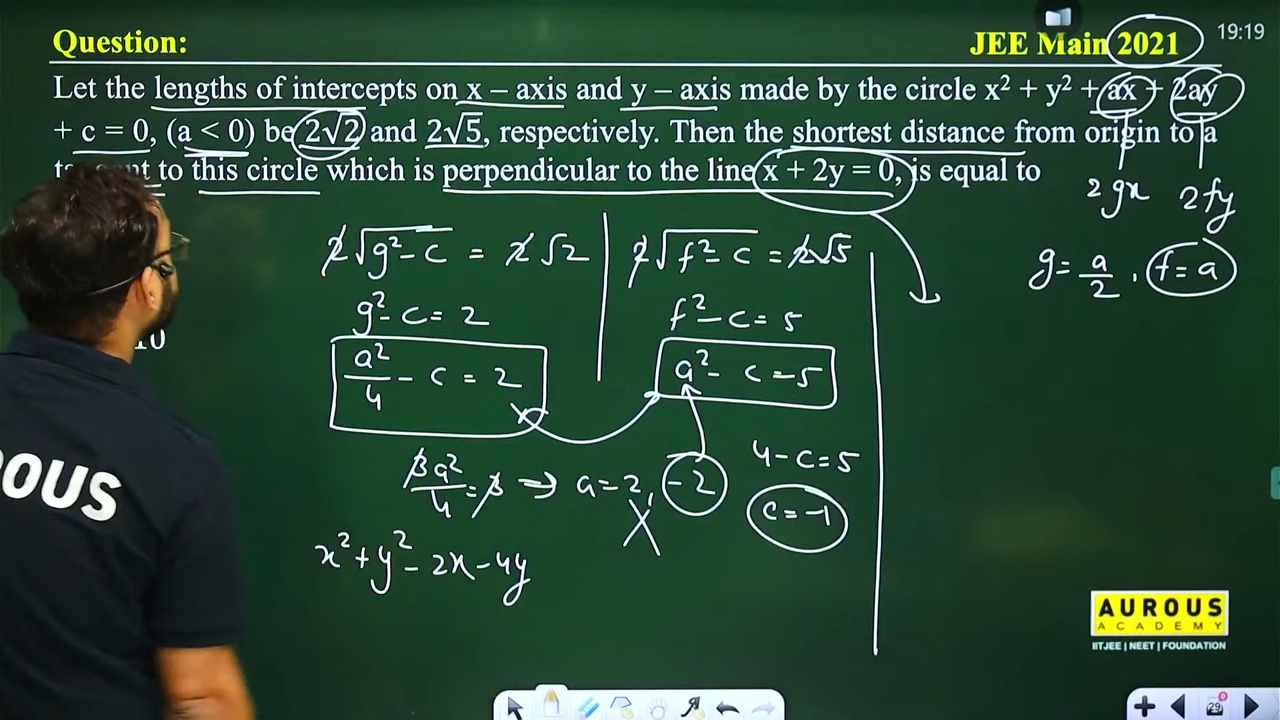 Question:
JEE Main 2021
19:19
Let the lengths of intercepts on x – axis and y – axis made by the circle x² + y² + ax + 2ay
+ c = 0, (a < 0) be 2√2 and 2√5, respectively. Then the shortest distance from origin to a
to this circle which is perpendicular to the line x + 2y = 0, is equal to
2gx 2fy
2√g²-c = 2√2
2√f²-c = 2√5
g = a/2 , f = a
g²-c = 2
f²-c = 5
10
a²/4 - c = 2
a² - c = 5
3a²/4 = 3 ⇒ a = 2, -2
4-c = 5
c = -1
x²+y²-2x-4y
OUS
AUROUS
ACADEMY
IITJEE | NEET | FOUNDATION
29